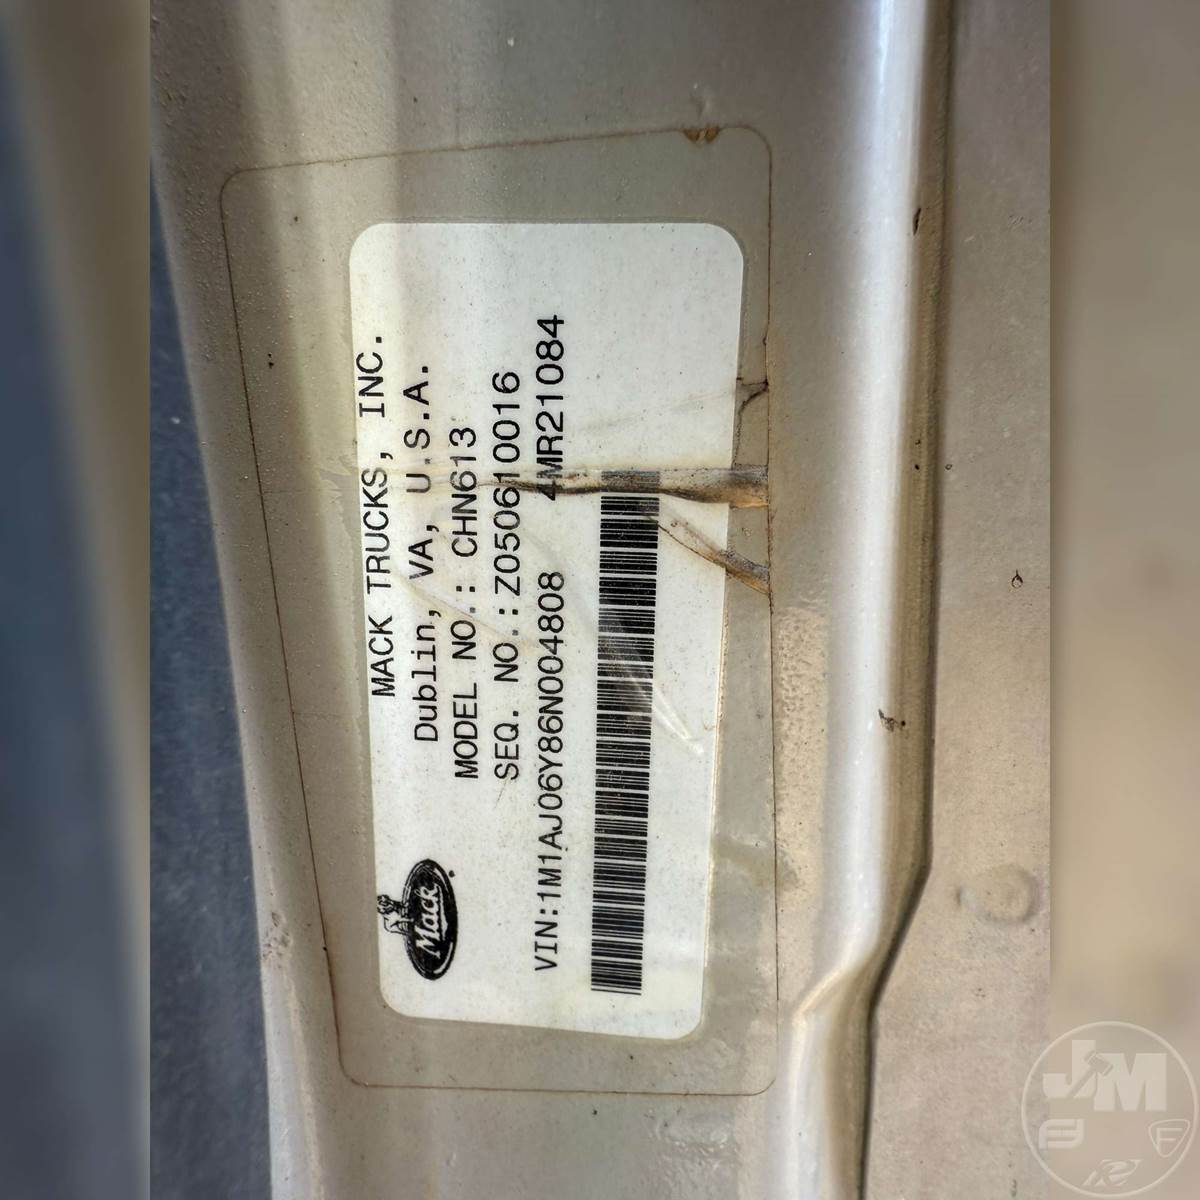 MACK TRUCKS, INC.
Dublin, VA, U.S.A.
MODEL NO.: CHN613
SEQ. NO.:Z050610016
VIN:1M1AJ06Y86N004808 4MR21084
Mack
JM